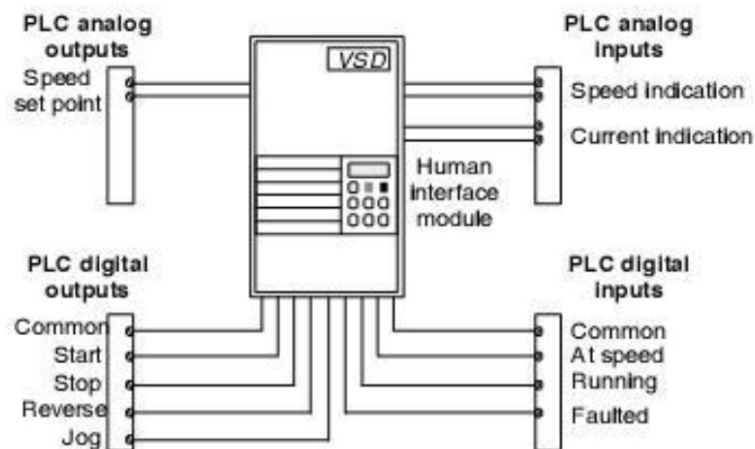 PLC analog
outputs
Speed
set point
VSD
PLC analog
inputs
Speed indication
Current indication
Human
interface
module
PLC digital
outputs
Common
Start
Stop
Reverse
Jog
PLC digital
inputs
Common
At speed
Running
Faulted